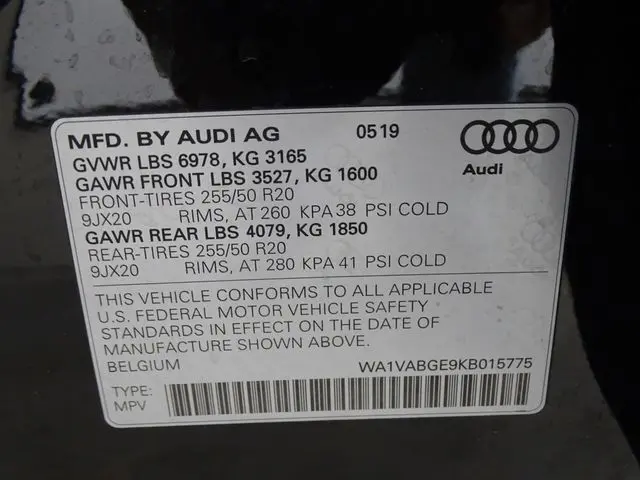 MFD. BY AUDI AG 0519
GVWR LBS 6978, KG 3165
GAWR FRONT LBS 3527, KG 1600
FRONT-TIRES 255/50 R20
9JX20 RIMS, AT 260 KPA 38 PSI COLD
GAWR REAR LBS 4079, KG 1850
REAR-TIRES 255/50 R20
9JX20 RIMS, AT 280 KPA 41 PSI COLD
Audi
THIS VEHICLE CONFORMS TO ALL APPLICABLE
U.S. FEDERAL MOTOR VEHICLE SAFETY
STANDARDS IN EFFECT ON THE DATE OF
MANUFACTURE SHOWN ABOVE.
BELGIUM WA1VABGE9KB015775
TYPE:
MPV